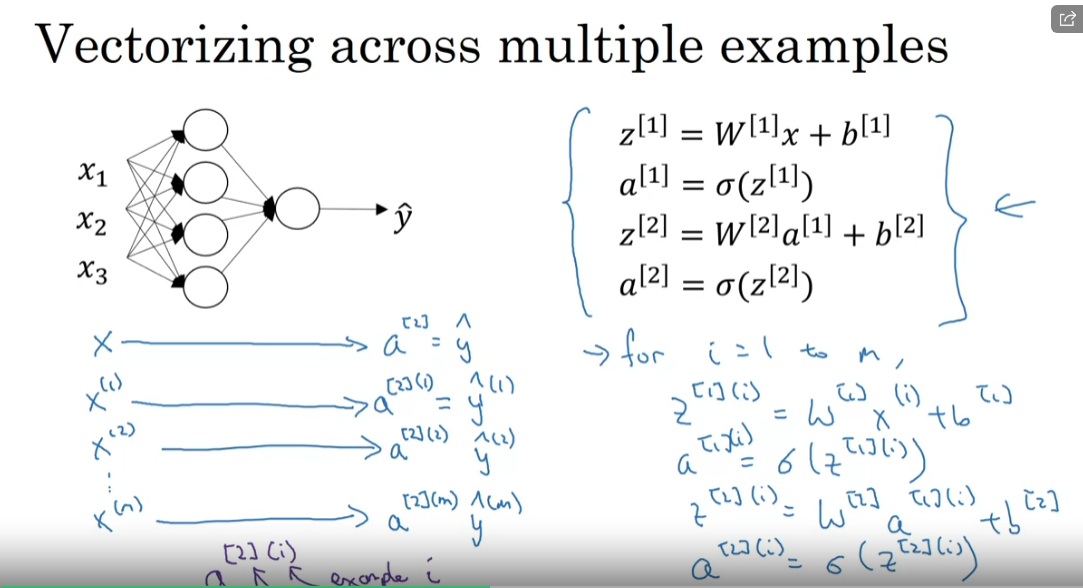 Vectorizing across multiple examples
x₁
x₂
x₃
ŷ
z^[1] = W^[1]x + b^[1]
a^[1] = σ(z^[1])
z^[2] = W^[2]a^[1] + b^[2]
a^[2] = σ(z^[2])
x → a^[2] = ŷ
x^(1) → a^[2](1) = ŷ^(1)
x^(2) → a^[2](2) ŷ^(2)
⋮
x^(m) → a^[2](m) ŷ^(m)
a^[2](i) example i
→ for i = 1 to m,
z^[1](i) = W^[1] x^(i) + b^[1]
a^[1](i) = σ(z^[1](i))
z^[2](i) = W^[2] a^[1](i) + b^[2]
a^[2](i) = σ(z^[2](i))